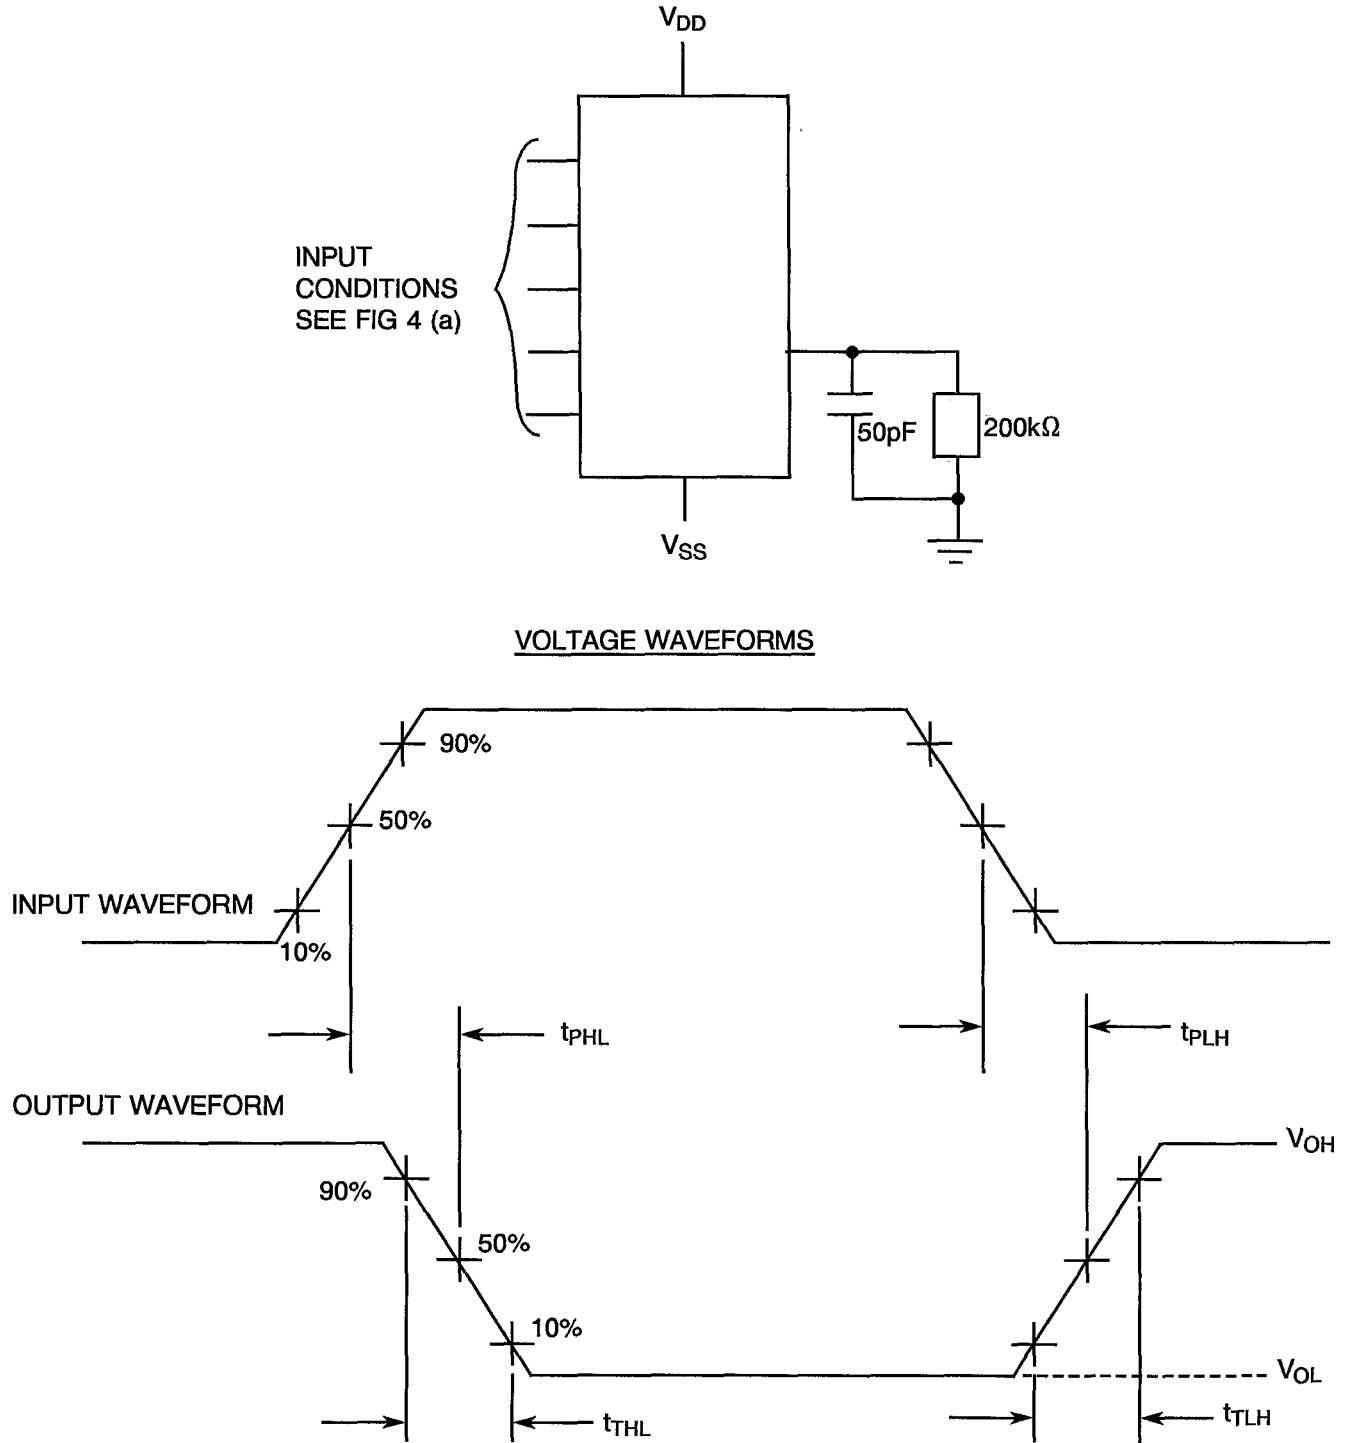 VDD
INPUT
CONDITIONS
SEE FIG 4 (a)
50pF
200kΩ
VSS
VOLTAGE WAVEFORMS
90%
50%
INPUT WAVEFORM
10%
tPHL
tPLH
OUTPUT WAVEFORM
VOH
90%
50%
10%
VOL
tTHL
tTLH